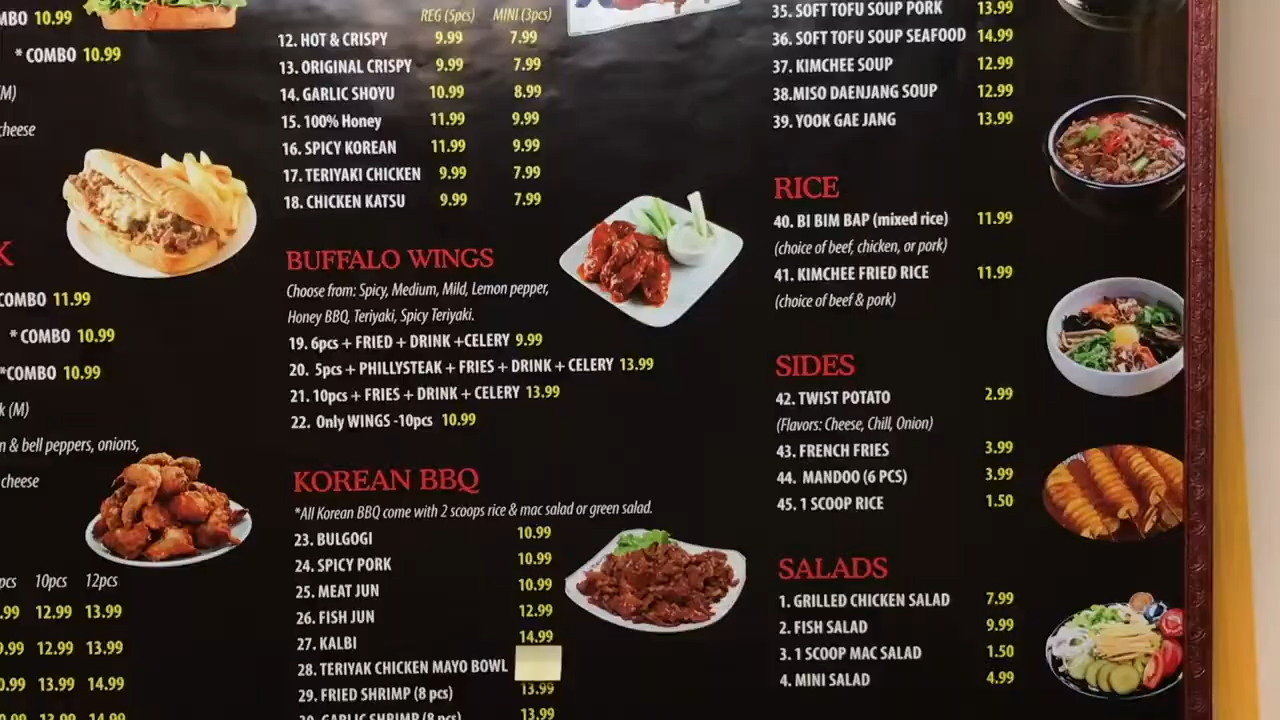 MBO 10.99
* COMBO 10.99
(M)
cheese
K
COMBO 11.99
* COMBO 10.99
*COMBO 10.99
k (M)
n & bell peppers, onions,
cheese
pcs 10pcs 12pcs
.99 12.99 13.99
9.99 12.99 13.99
0.99 13.99 14.99
13.99 14.99
REG (5pcs) MINI (3pcs)
12. HOT & CRISPY 9.99 7.99
13. ORIGINAL CRISPY 9.99 7.99
14. GARLIC SHOYU 10.99 8.99
15. 100% Honey 11.99 9.99
16. SPICY KOREAN 11.99 9.99
17. TERIYAKI CHICKEN 9.99 7.99
18. CHICKEN KATSU 9.99 7.99
BUFFALO WINGS
Choose from: Spicy, Medium, Mild, Lemon pepper,
Honey BBQ, Teriyaki, Spicy Teriyaki.
19. 6pcs + FRIED + DRINK +CELERY 9.99
20. 5pcs + PHILLYSTEAK + FRIES + DRINK + CELERY 13.99
21. 10pcs + FRIES + DRINK + CELERY 13.99
22. Only WINGS -10pcs 10.99
KOREAN BBQ
*All Korean BBQ come with 2 scoops rice & mac salad or green salad.
23. BULGOGI 10.99
24. SPICY PORK 10.99
25. MEAT JUN 10.99
26. FISH JUN 12.99
27. KALBI 14.99
28. TERIYAK CHICKEN MAYO BOWL
29. FRIED SHRIMP (8 pcs) 13.99
30. GARLIC SHRIMP (8 pcs) 13.99
35. SOFT TOFU SOUP PORK 13.99
36. SOFT TOFU SOUP SEAFOOD 14.99
37. KIMCHEE SOUP 12.99
38.MISO DAENJANG SOUP 12.99
39. YOOK GAE JANG 13.99
RICE
40. BI BIM BAP (mixed rice) 11.99
(choice of beef, chicken, or pork)
41. KIMCHEE FRIED RICE 11.99
(choice of beef & pork)
SIDES
42. TWIST POTATO 2.99
(Flavors: Cheese, Chill, Onion)
43. FRENCH FRIES 3.99
44. MANDOO (6 PCS) 3.99
45. 1 SCOOP RICE 1.50
SALADS
1. GRILLED CHICKEN SALAD 7.99
2. FISH SALAD 9.99
3. 1 SCOOP MAC SALAD 1.50
4. MINI SALAD 4.99